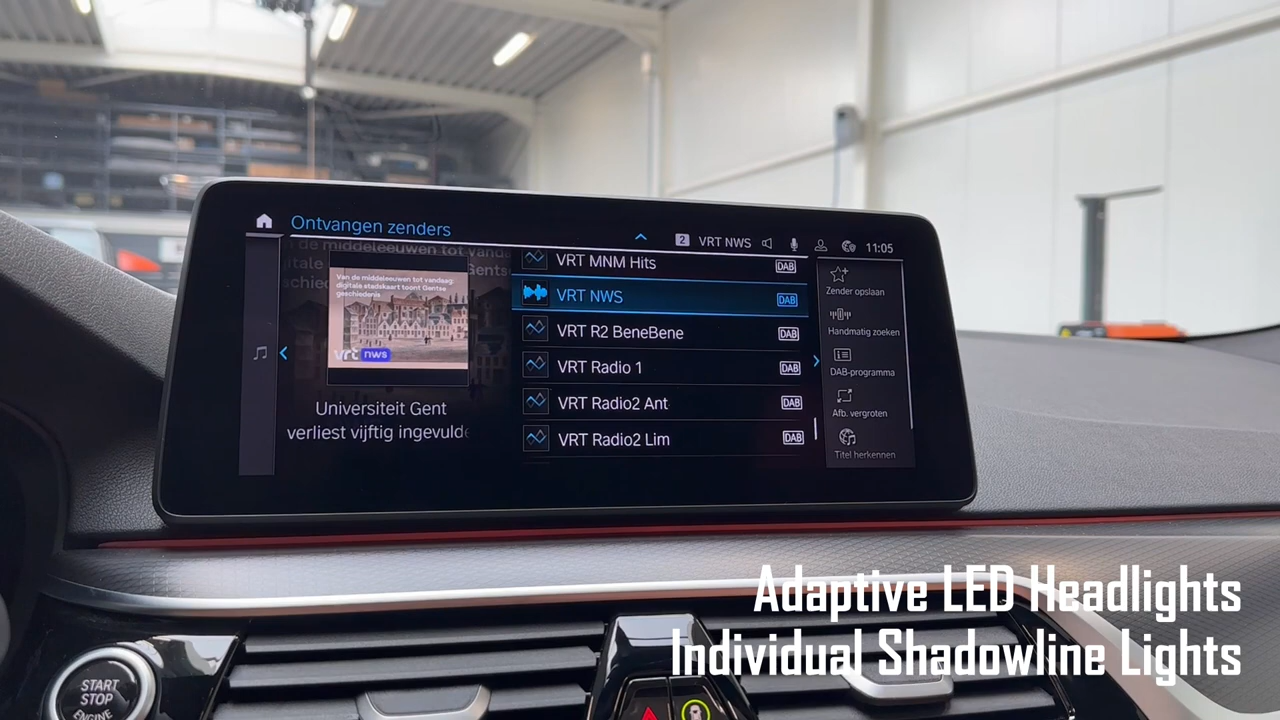 Ontvangen zenders
2 VRT NWS
11:05
Van de middeleeuwen tot vandaag:
digitale stadskaart toont Gentse
geschiedenis
vrt nws
Universiteit Gent
verliest vijftig ingevulde
VRT MNM Hits DAB
VRT NWS DAB
VRT R2 BeneBene DAB
VRT Radio 1 DAB
VRT Radio2 Ant DAB
VRT Radio2 Lim DAB
Zender opslaan
Handmatig zoeken
DAB-programma
Afb. vergroten
Titel herkennen
START
STOP
ENGINE
Adaptive LED Headlights
Individual Shadowline Lights